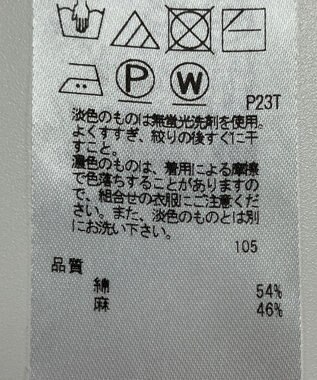 P W P23T
淡色のものは無蛍光洗剤を使用。
よくすすぎ、絞りの後すぐに干
すこと。
濃色のものは、着用による摩擦
で色落ちすることがありますの
で、組合せの衣服にご注意くだ
さい。また、淡色のものとは別
にお洗い下さい。
105
品質
綿 54%
麻 46%